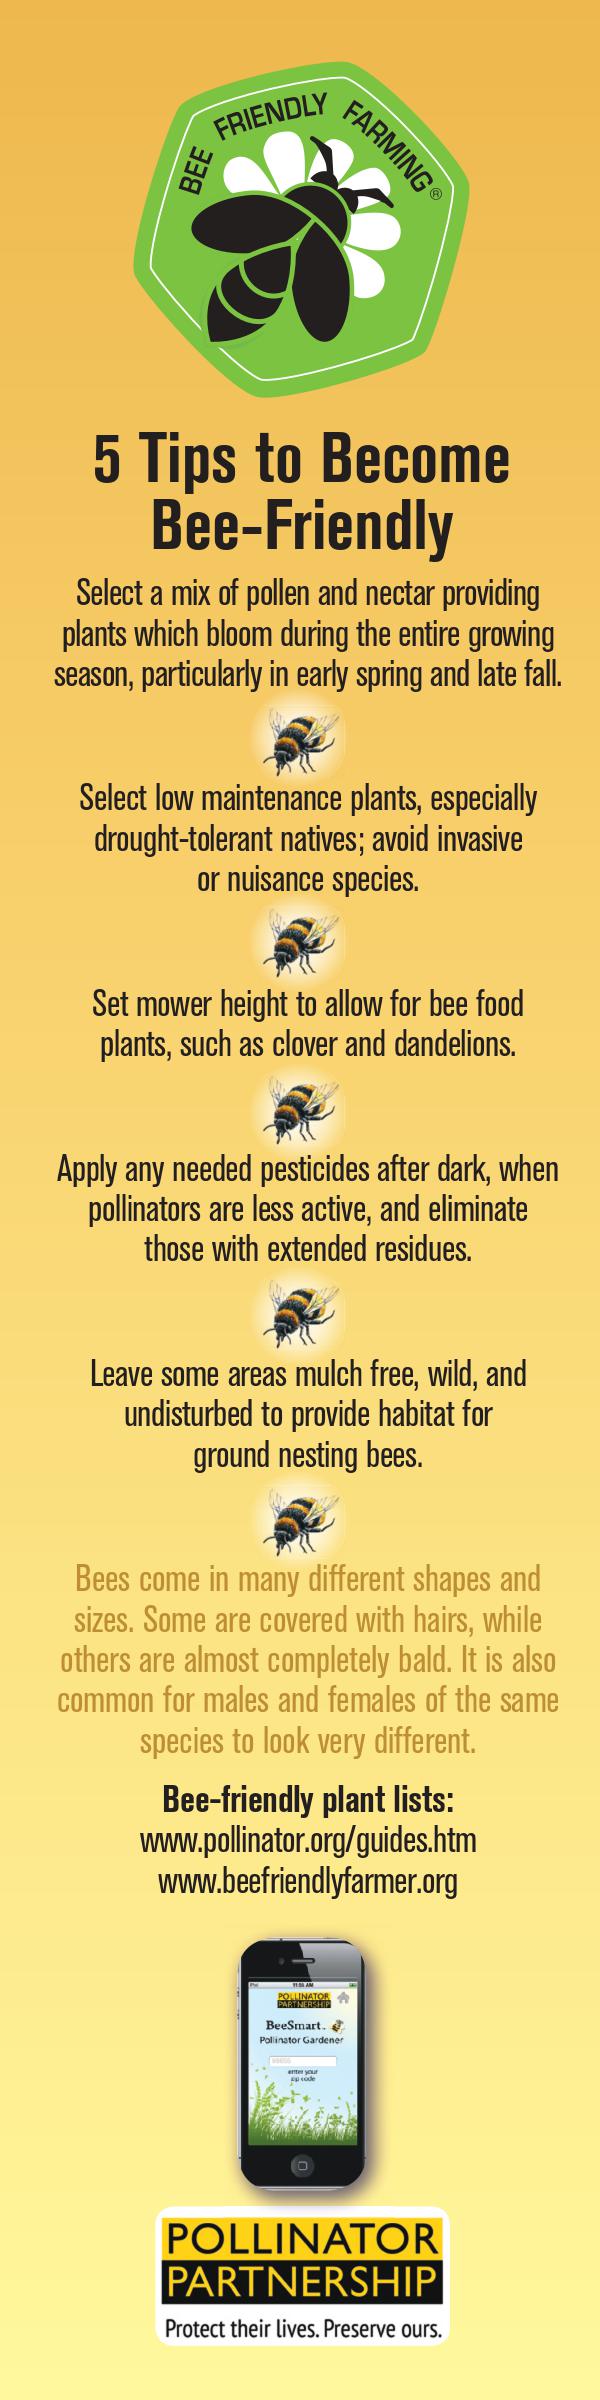 BEE FRIENDLY FARMING®
5 Tips to Become
Bee-Friendly
Select a mix of pollen and nectar providing
plants which bloom during the entire growing
season, particularly in early spring and late fall.
Select low maintenance plants, especially
drought-tolerant natives; avoid invasive
or nuisance species.
Set mower height to allow for bee food
plants, such as clover and dandelions.
Apply any needed pesticides after dark, when
pollinators are less active, and eliminate
those with extended residues.
Leave some areas mulch free, wild, and
undisturbed to provide habitat for
ground nesting bees.
Bees come in many different shapes and
sizes. Some are covered with hairs, while
others are almost completely bald. It is also
common for males and females of the same
species to look very different.
Bee-friendly plant lists:
www.pollinator.org/guides.htm
www.beefriendlyfarmer.org
POLLINATOR
PARTNERSHIP
BeeSmart
Pollinator Gardener
enter your
zip code
POLLINATOR
PARTNERSHIP
Protect their lives. Preserve ours.